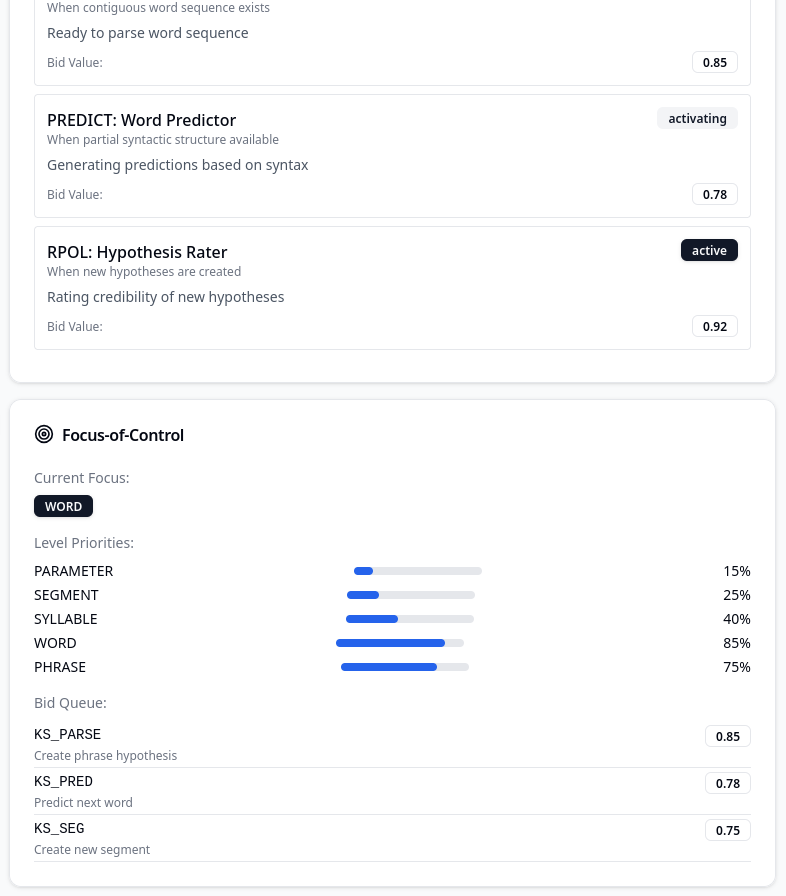 When contiguous word sequence exists
Ready to parse word sequence
Bid Value:
0.85
PREDICT: Word Predictor
activating
When partial syntactic structure available
Generating predictions based on syntax
Bid Value:
0.78
RPOL: Hypothesis Rater
active
When new hypotheses are created
Rating credibility of new hypotheses
Bid Value:
0.92
Focus-of-Control
Current Focus:
WORD
Level Priorities:
PARAMETER 15%
SEGMENT 25%
SYLLABLE 40%
WORD 85%
PHRASE 75%
Bid Queue:
KS_PARSE
0.85
Create phrase hypothesis
KS_PRED
0.78
Predict next word
KS_SEG
0.75
Create new segment